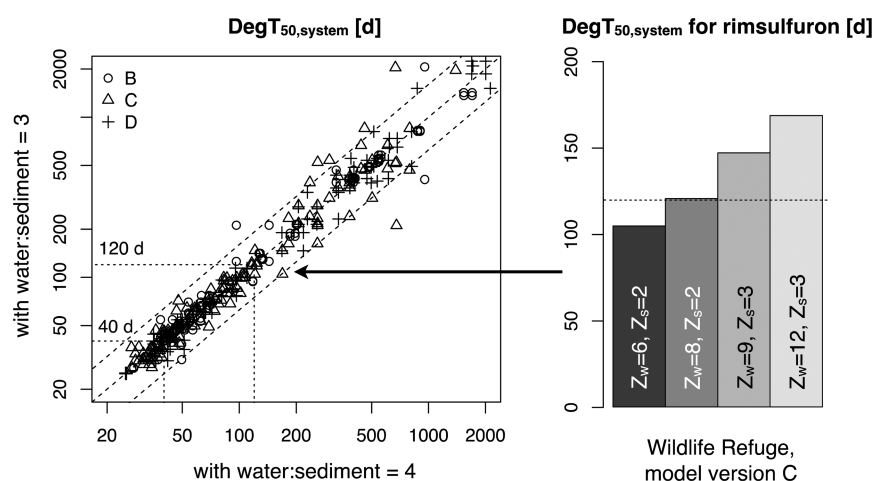 DegT50,system [d]
with water:sediment = 3
2000
500
200
100
50
20
B
C
D
120 d
40 d
20
50
100
200
500
1000
2000
with water:sediment = 4
DegT50,system for rimsulfuron [d]
200
150
100
50
0
Zw=6, Zs=2
Zw=8, Zs=2
Zw=9, Zs=3
Zw=12, Zs=3
Wildlife Refuge,
model version C